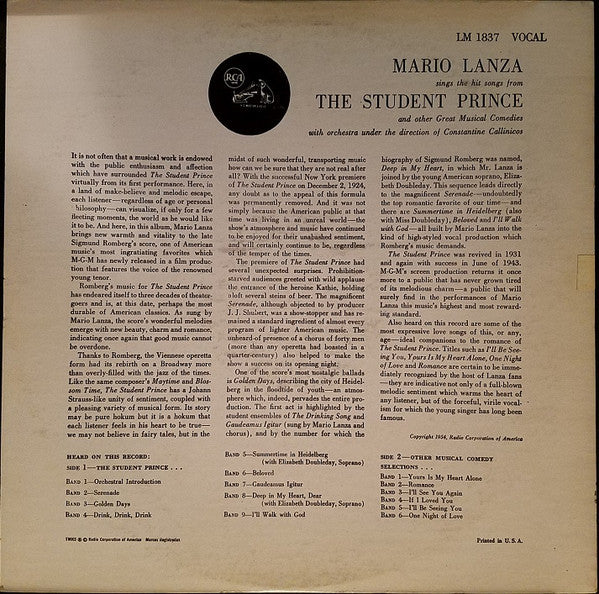 LM 1837 VOCAL
RCA
MARIO LANZA
sings the hit songs from
THE STUDENT PRINCE
and other Great Musical Comedies
with orchestra under the direction of Constantine Callinicos
It is not often that a musical work is endowed
with the public enthusiasm and affection
which have surrounded The Student Prince
virtually from its first performance. Here, in
a land of make-believe and melodic escape,
each listener—regardless of age or personal
philosophy—can visualize, if only for a few
fleeting moments, the world as he would like
it to be. And here, in this album, Mario Lanza
brings new warmth and vitality to the late
Sigmund Romberg's score, one of American
music's most ingratiating favorites which
M-G-M has newly released in a film produc-
tion that features the voice of the renowned
young tenor.
Romberg's music for The Student Prince
has endeared itself to three decades of theater-
goers and is, at this date, perhaps the most
durable of American classics. As sung by
Mario Lanza, the score's wonderful melodies
emerge with new beauty, charm and romance,
indicating once again that good music cannot
be overdone.
Thanks to Romberg, the Viennese operetta
form had its rebirth on a Broadway more
than over-filled with the jazz of the times.
Like the same composer's Maytime and Blos-
som Time, The Student Prince has a Johann
Strauss-like unity of sentiment, coupled with
a pleasing variety of musical form. Its story
may be pure hokum but it is a hokum that
each listener feels in his heart to be true—
we may not believe in fairy tales, but in the
midst of such wonderful, transporting music
how can we be sure that they are not real after
all? With the successful New York premiere
of The Student Prince on December 2, 1924,
any doubt as to the appeal of this formula
was permanently removed. And it was not
simply because the American public at that
time was living in an unreal world—the
show's atmosphere and music have continued
to be enjoyed for their unabashed sentiment,
and will certainly continue to be, regardless
of the temper of the times.
The premiere of The Student Prince had
several unexpected surprises. Prohibition-
starved audiences greeted with wild applause
the entrance of the heroine Kathie, holding
aloft several steins of beer. The magnificent
Serenade, although objected to by producer
J. J. Shubert, was a show-stopper and has re-
mained a standard ingredient of almost every
program of lighter American music. The
unheard-of presence of a chorus of forty men
(more than any operetta had boasted in a
quarter-century) also helped to make the
show a success on its opening night.
One of the score's most nostalgic ballads
is Golden Days, describing the city of Heidel-
berg in the floodtide of youth—an atmos-
phere which, indeed, pervades the entire pro-
duction. The first act is highlighted by the
student ensembles of The Drinking Song and
Gaudeamus Igitur (sung by Mario Lanza and
chorus), and by the number for which the
biography of Sigmund Romberg was named,
Deep in My Heart, in which Mr. Lanza is
joined by the young American soprano, Eliza-
beth Doubleday. This sequence leads directly
to the magnificent Serenade—undoubtedly
the top romantic favorite of our time—and
there are Summertime in Heidelberg (also
with Miss Doubleday), Beloved and I'll Walk
with God—all built by Mario Lanza into the
kind of high-styled vocal production which
Romberg's music demands.
The Student Prince was revived in 1931
and again with success in June of 1943.
M-G-M's screen production returns it once
more to a public that has never grown tired
of its melodious charm—a public that will
surely find in the performances of Mario
Lanza this music's highest and most reward-
ing standard.
Also heard on this record are some of the
most expressive love songs of this, or any,
age—ideal companions to the romance of
The Student Prince. Titles such as I'll Be See-
ing You, Yours Is My Heart Alone, One Night
of Love and Romance are certain to be imme-
diately recognized by the host of Lanza fans
—they are indicative not only of a full-blown
melodic sentiment which warms the heart of
any listener, but of the forceful, virile vocal-
ism for which the young singer has long been
famous.
Copyright 1954, Radio Corporation of America
HEARD ON THIS RECORD:
SIDE 1—THE STUDENT PRINCE . . .
BAND 1—Orchestral Introduction
BAND 2—Serenade
BAND 3—Golden Days
BAND 4—Drink, Drink, Drink
BAND 5—Summertime in Heidelberg
(with Elizabeth Doubleday, Soprano)
BAND 6—Beloved
BAND 7—Gaudeamus Igitur
BAND 8—Deep in My Heart, Dear
(with Elizabeth Doubleday, Soprano)
BAND 9—I'll Walk with God
SIDE 2—OTHER MUSICAL COMEDY
SELECTIONS . . .
BAND 1—Yours Is My Heart Alone
BAND 2—Romance
BAND 3—I'll See You Again
BAND 4—If I Loved You
BAND 5—I'll Be Seeing You
BAND 6—One Night of Love
TMKS ® © Radio Corporation of America Marcas Registradas
Printed in U. S. A.